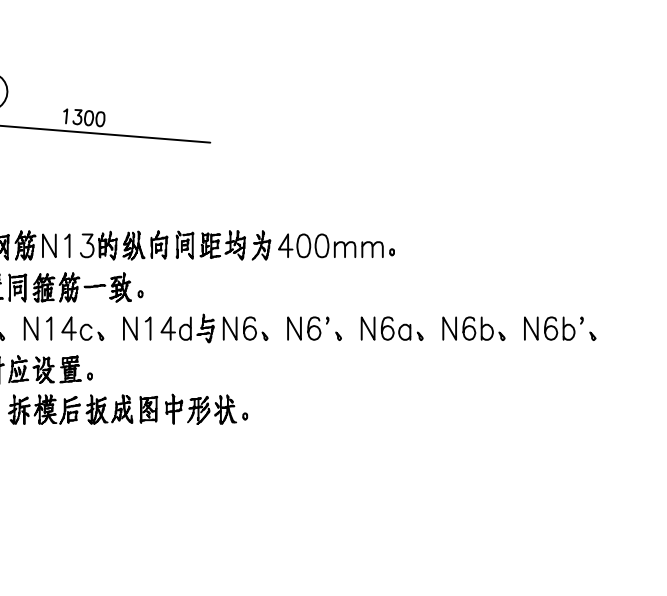 1300
钢筋N13的纵向间距均为400mm。
置同箍筋一致。
、N14c、N14d与N6、N6'、N6a、N6b、N6b'、
应设置。
拆模后扳成图中形状。